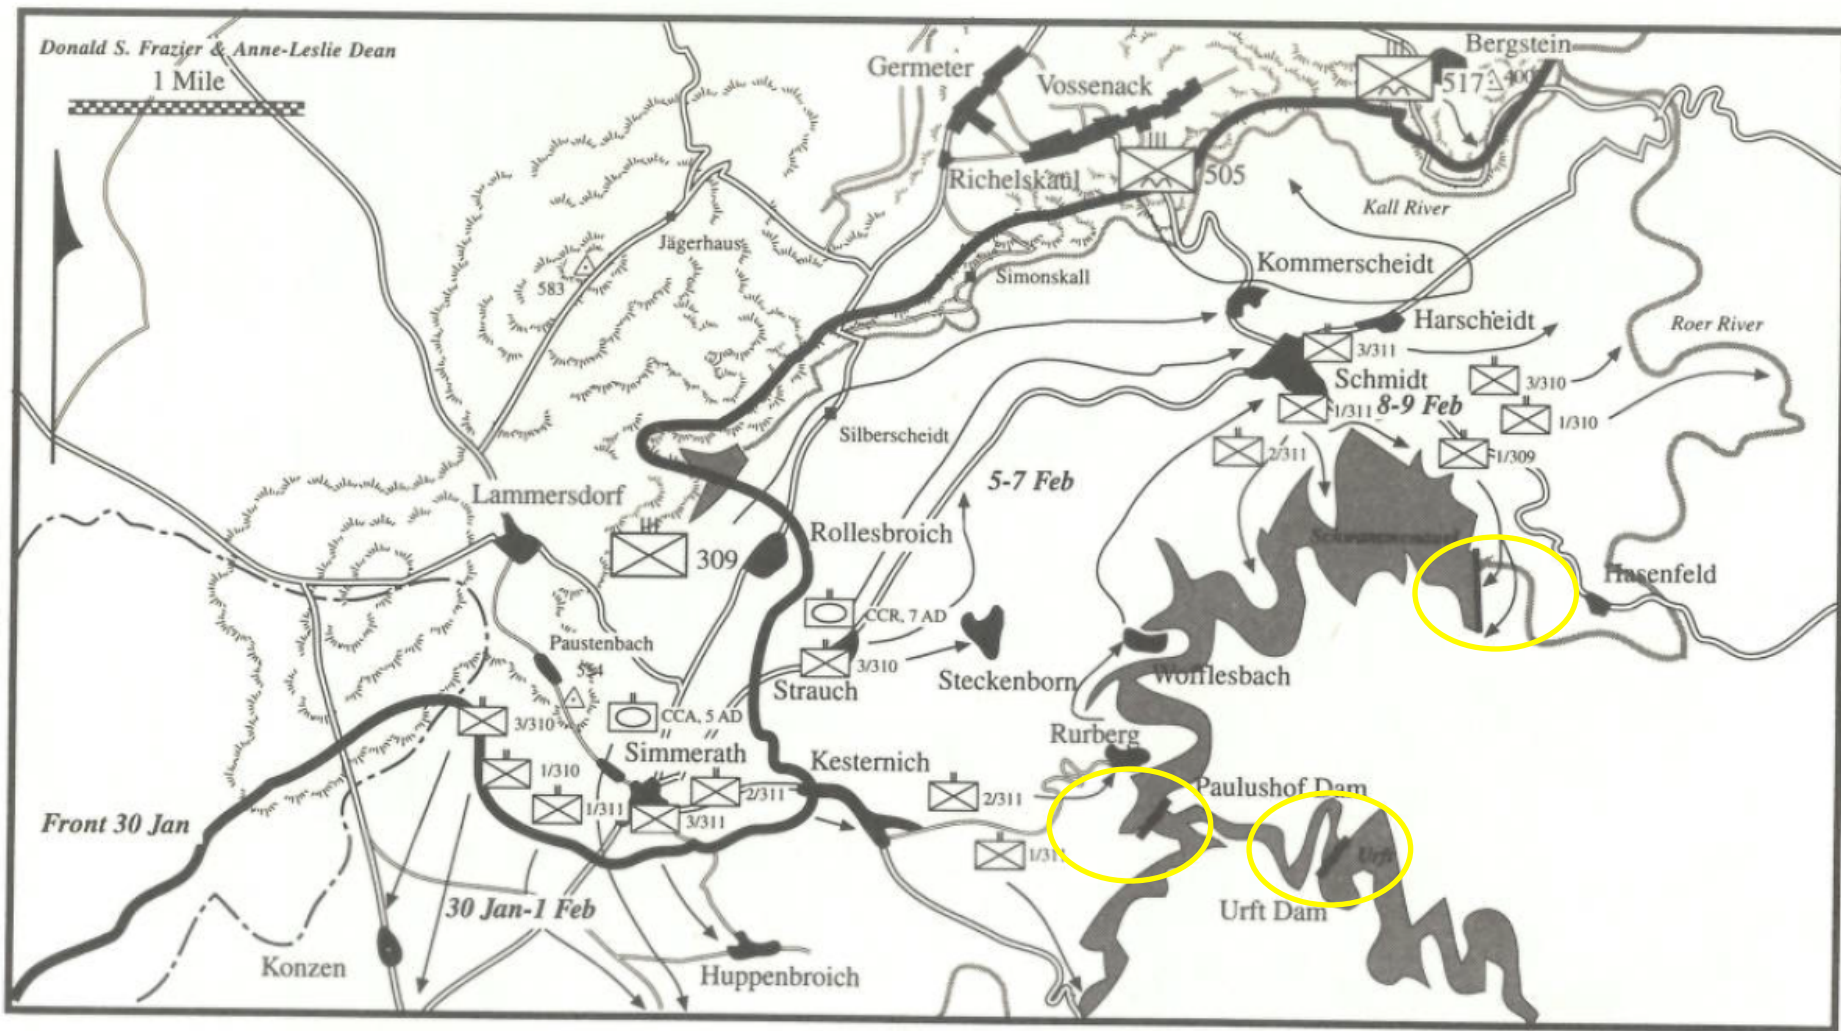 Donald S. Frazier & Anne-Leslie Dean
1 Mile
Germeter
Vossenack
Bergstein
517
400
Richelskaul
505
Kall River
Jägerhaus
583
Simonskall
Kommerscheidt
Harscheidt
Roer River
3/311
Schmidt
3/310
1/311
8-9 Feb
1/310
Silberscheidt
2/311
1/309
5-7 Feb
Lammersdorf
Rollesbroich
309
Schwammenauel
Hasenfeld
CCR, 7 AD
Paustenbach
554
3/310
Strauch
Steckenborn
Wofflesbach
CCA, 5 AD
3/310
Simmerath
Rurberg
Kesternich
1/310
Paulushof Dam
2/311
2/311
1/311
3/311
Front 30 Jan
Urft
30 Jan-1 Feb
Urft Dam
Konzen
Huppenbroich